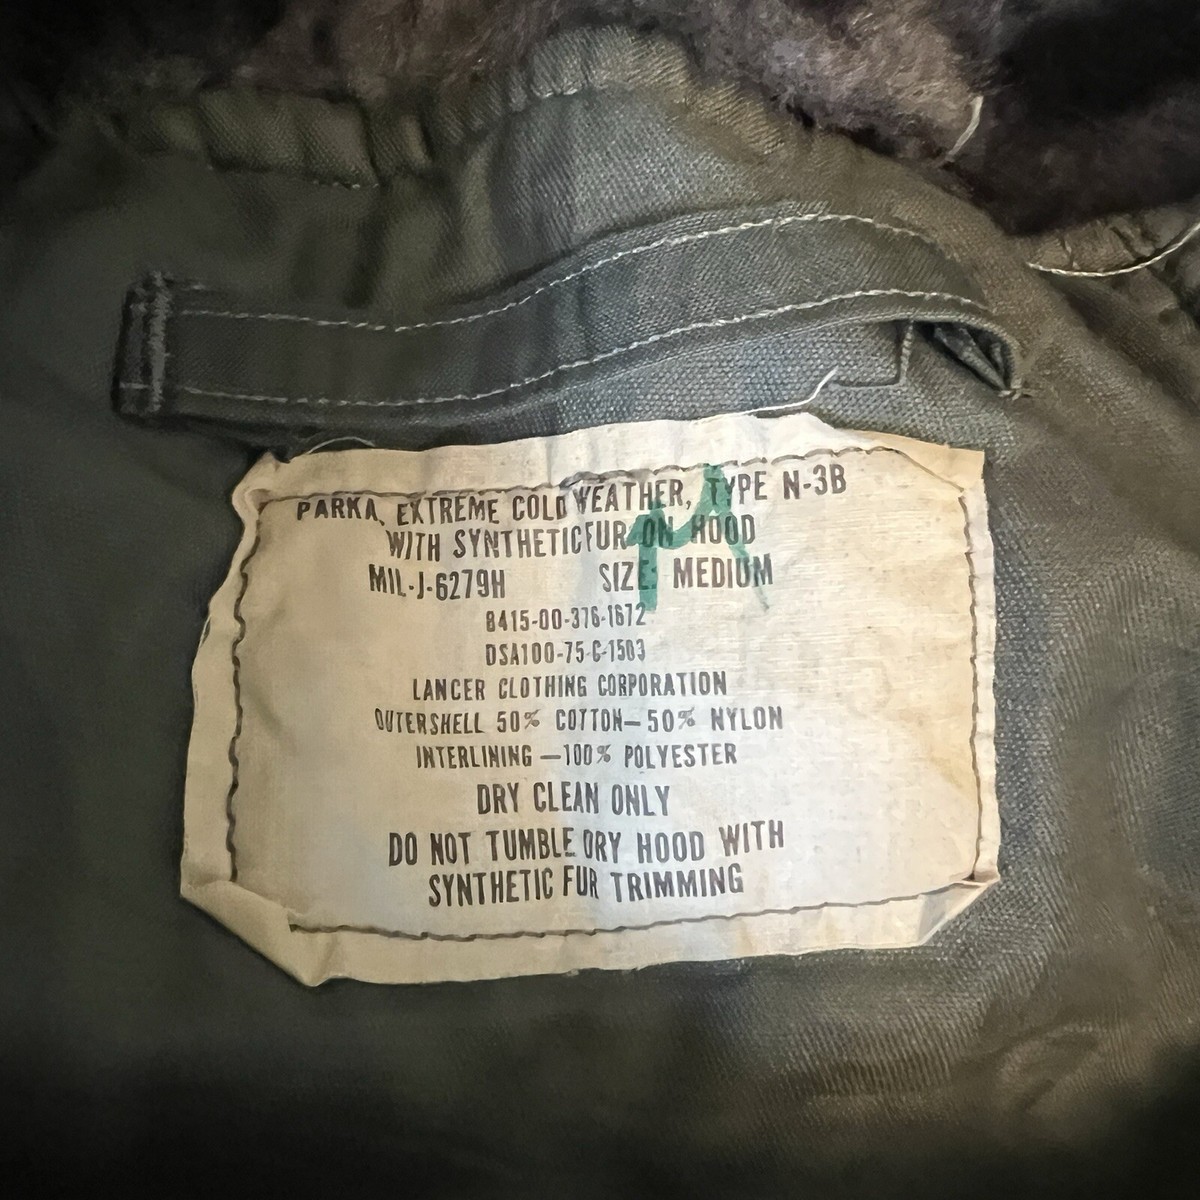 PARKA, EXTREME COLD WEATHER, TYPE N-3B
WITH SYNTHETIC FUR ON HOOD
MIL-J-6279H SIZE: MEDIUM
8415-00-376-1672
DSA100-75-C-1503
LANCER CLOTHING CORPORATION
OUTERSHELL 50% COTTON—50% NYLON
INTERLINING —100% POLYESTER
DRY CLEAN ONLY
DO NOT TUMBLE DRY HOOD WITH
SYNTHETIC FUR TRIMMING
M